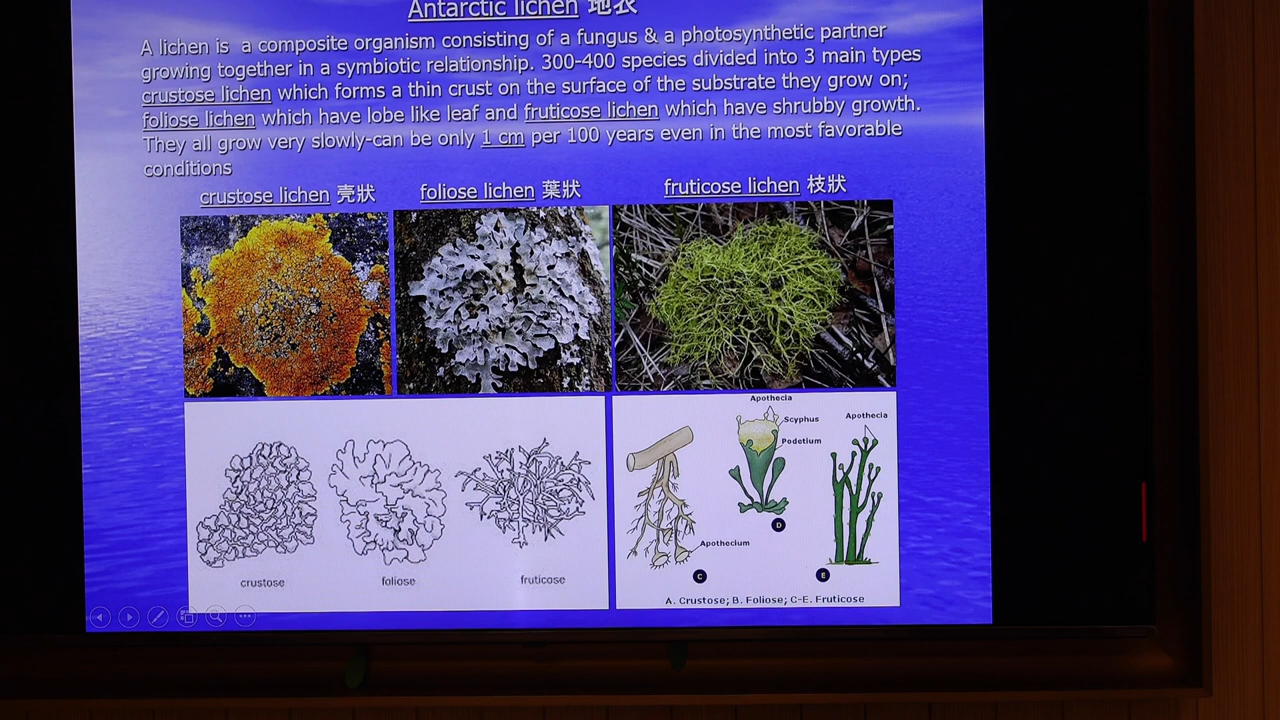 Antarctic lichen 地衣
A lichen is a composite organism consisting of a fungus & a photosynthetic partner
growing together in a symbiotic relationship. 300-400 species divided into 3 main types
crustose lichen which forms a thin crust on the surface of the substrate they grow on;
foliose lichen which have lobe like leaf and fruticose lichen which have shrubby growth.
They all grow very slowly-can be only 1 cm per 100 years even in the most favorable
conditions
crustose lichen 壳狀
foliose lichen 葉狀
fruticose lichen 枝狀
crustose
foliose
fruticose
Apothecia
Scyphus
Podetium
Apothecia
Apothecium
C
D
E
A. Crustose; B. Foliose; C-E. Fruticose